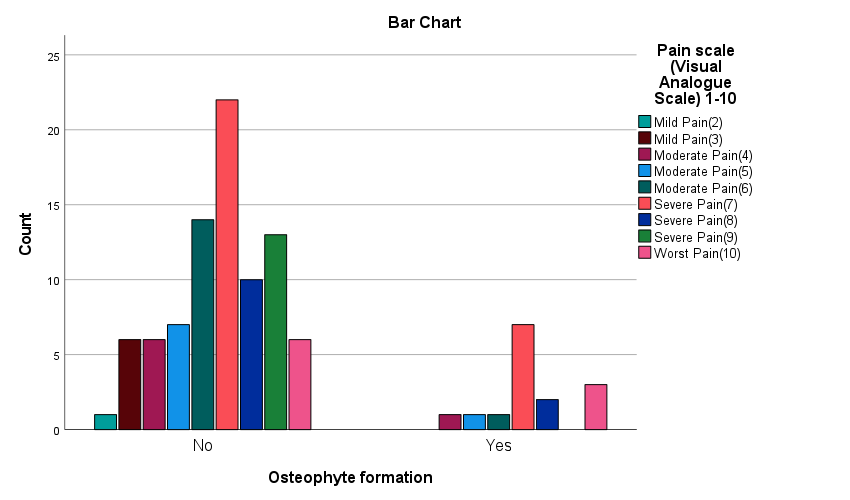 Bar Chart
25
20
15
10
5
0
Count
No
Yes
Osteophyte formation
Pain scale
(Visual
Analogue
Scale) 1-10
Mild Pain(2)
Mild Pain(3)
Moderate Pain(4)
Moderate Pain(5)
Moderate Pain(6)
Severe Pain(7)
Severe Pain(8)
Severe Pain(9)
Worst Pain(10)